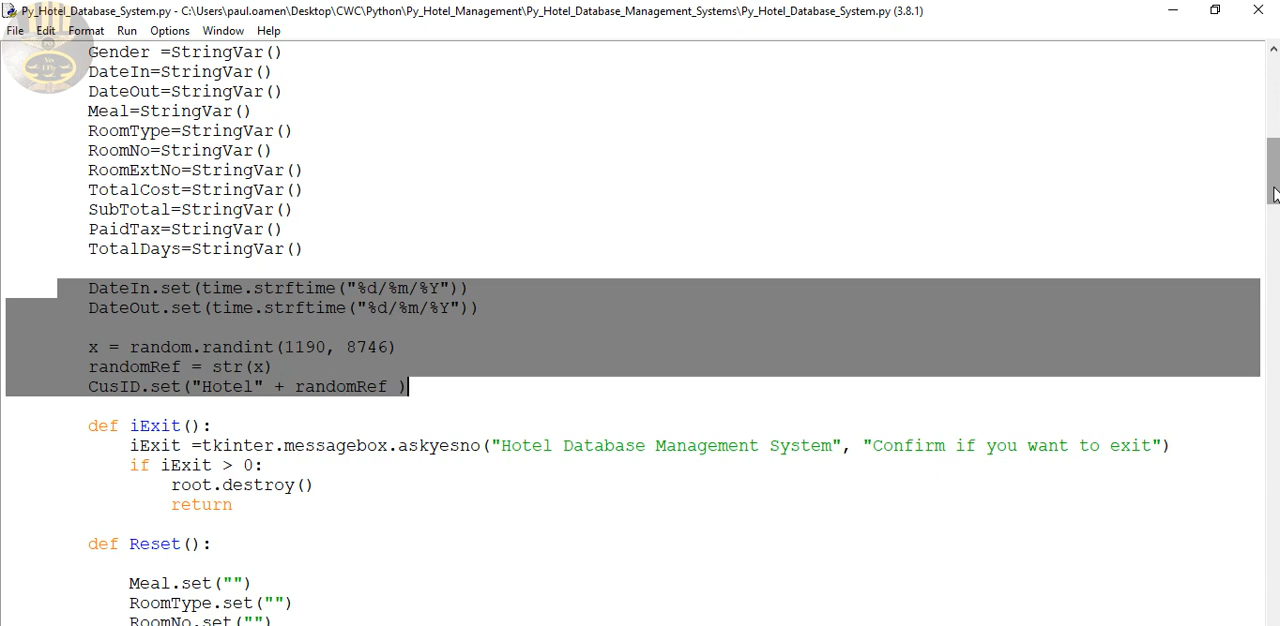 Py_Hotel_Database_System.py - C:\Users\paul.oamen\Desktop\CWC\Python\Py_Hotel_Management\Py_Hotel_Database_Management_Systems\Py_Hotel_Database_System.py (3.8.1)
File Edit Format Run Options Window Help
Gender =StringVar()
DateIn=StringVar()
DateOut=StringVar()
Meal=StringVar()
RoomType=StringVar()
RoomNo=StringVar()
RoomExtNo=StringVar()
TotalCost=StringVar()
SubTotal=StringVar()
PaidTax=StringVar()
TotalDays=StringVar()
DateIn.set(time.strftime("%d/%m/%Y"))
DateOut.set(time.strftime("%d/%m/%Y"))
x = random.randint(1190, 8746)
randomRef = str(x)
CusID.set("Hotel" + randomRef )
def iExit():
iExit =tkinter.messagebox.askyesno("Hotel Database Management System", "Confirm if you want to exit")
if iExit > 0:
root.destroy()
return
def Reset():
Meal.set("")
RoomType.set("")
RoomNo.set("")